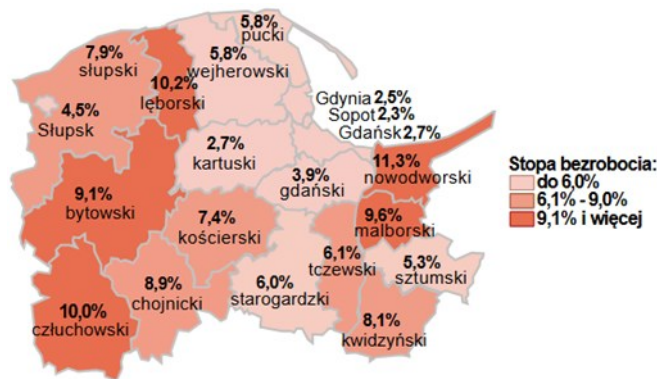 5,8%
pucki
7,9%
słupski
5,8%
wejherowski
10,2%
lęborski
Gdynia 2,5%
Sopot 2,3%
Gdańsk 2,7%
4,5%
Słupsk
2,7%
kartuski
3,9%
gdański
11,3%
nowodworski
Stopa bezrobocia:
do 6,0%
6,1% - 9,0%
9,1% i więcej
9,1%
bytowski
7,4%
kościerski
9,6%
malborski
6,1%
tczewski
5,3%
sztumski
8,9%
chojnicki
6,0%
starogardzki
10,0%
człuchowski
8,1%
kwidzyński